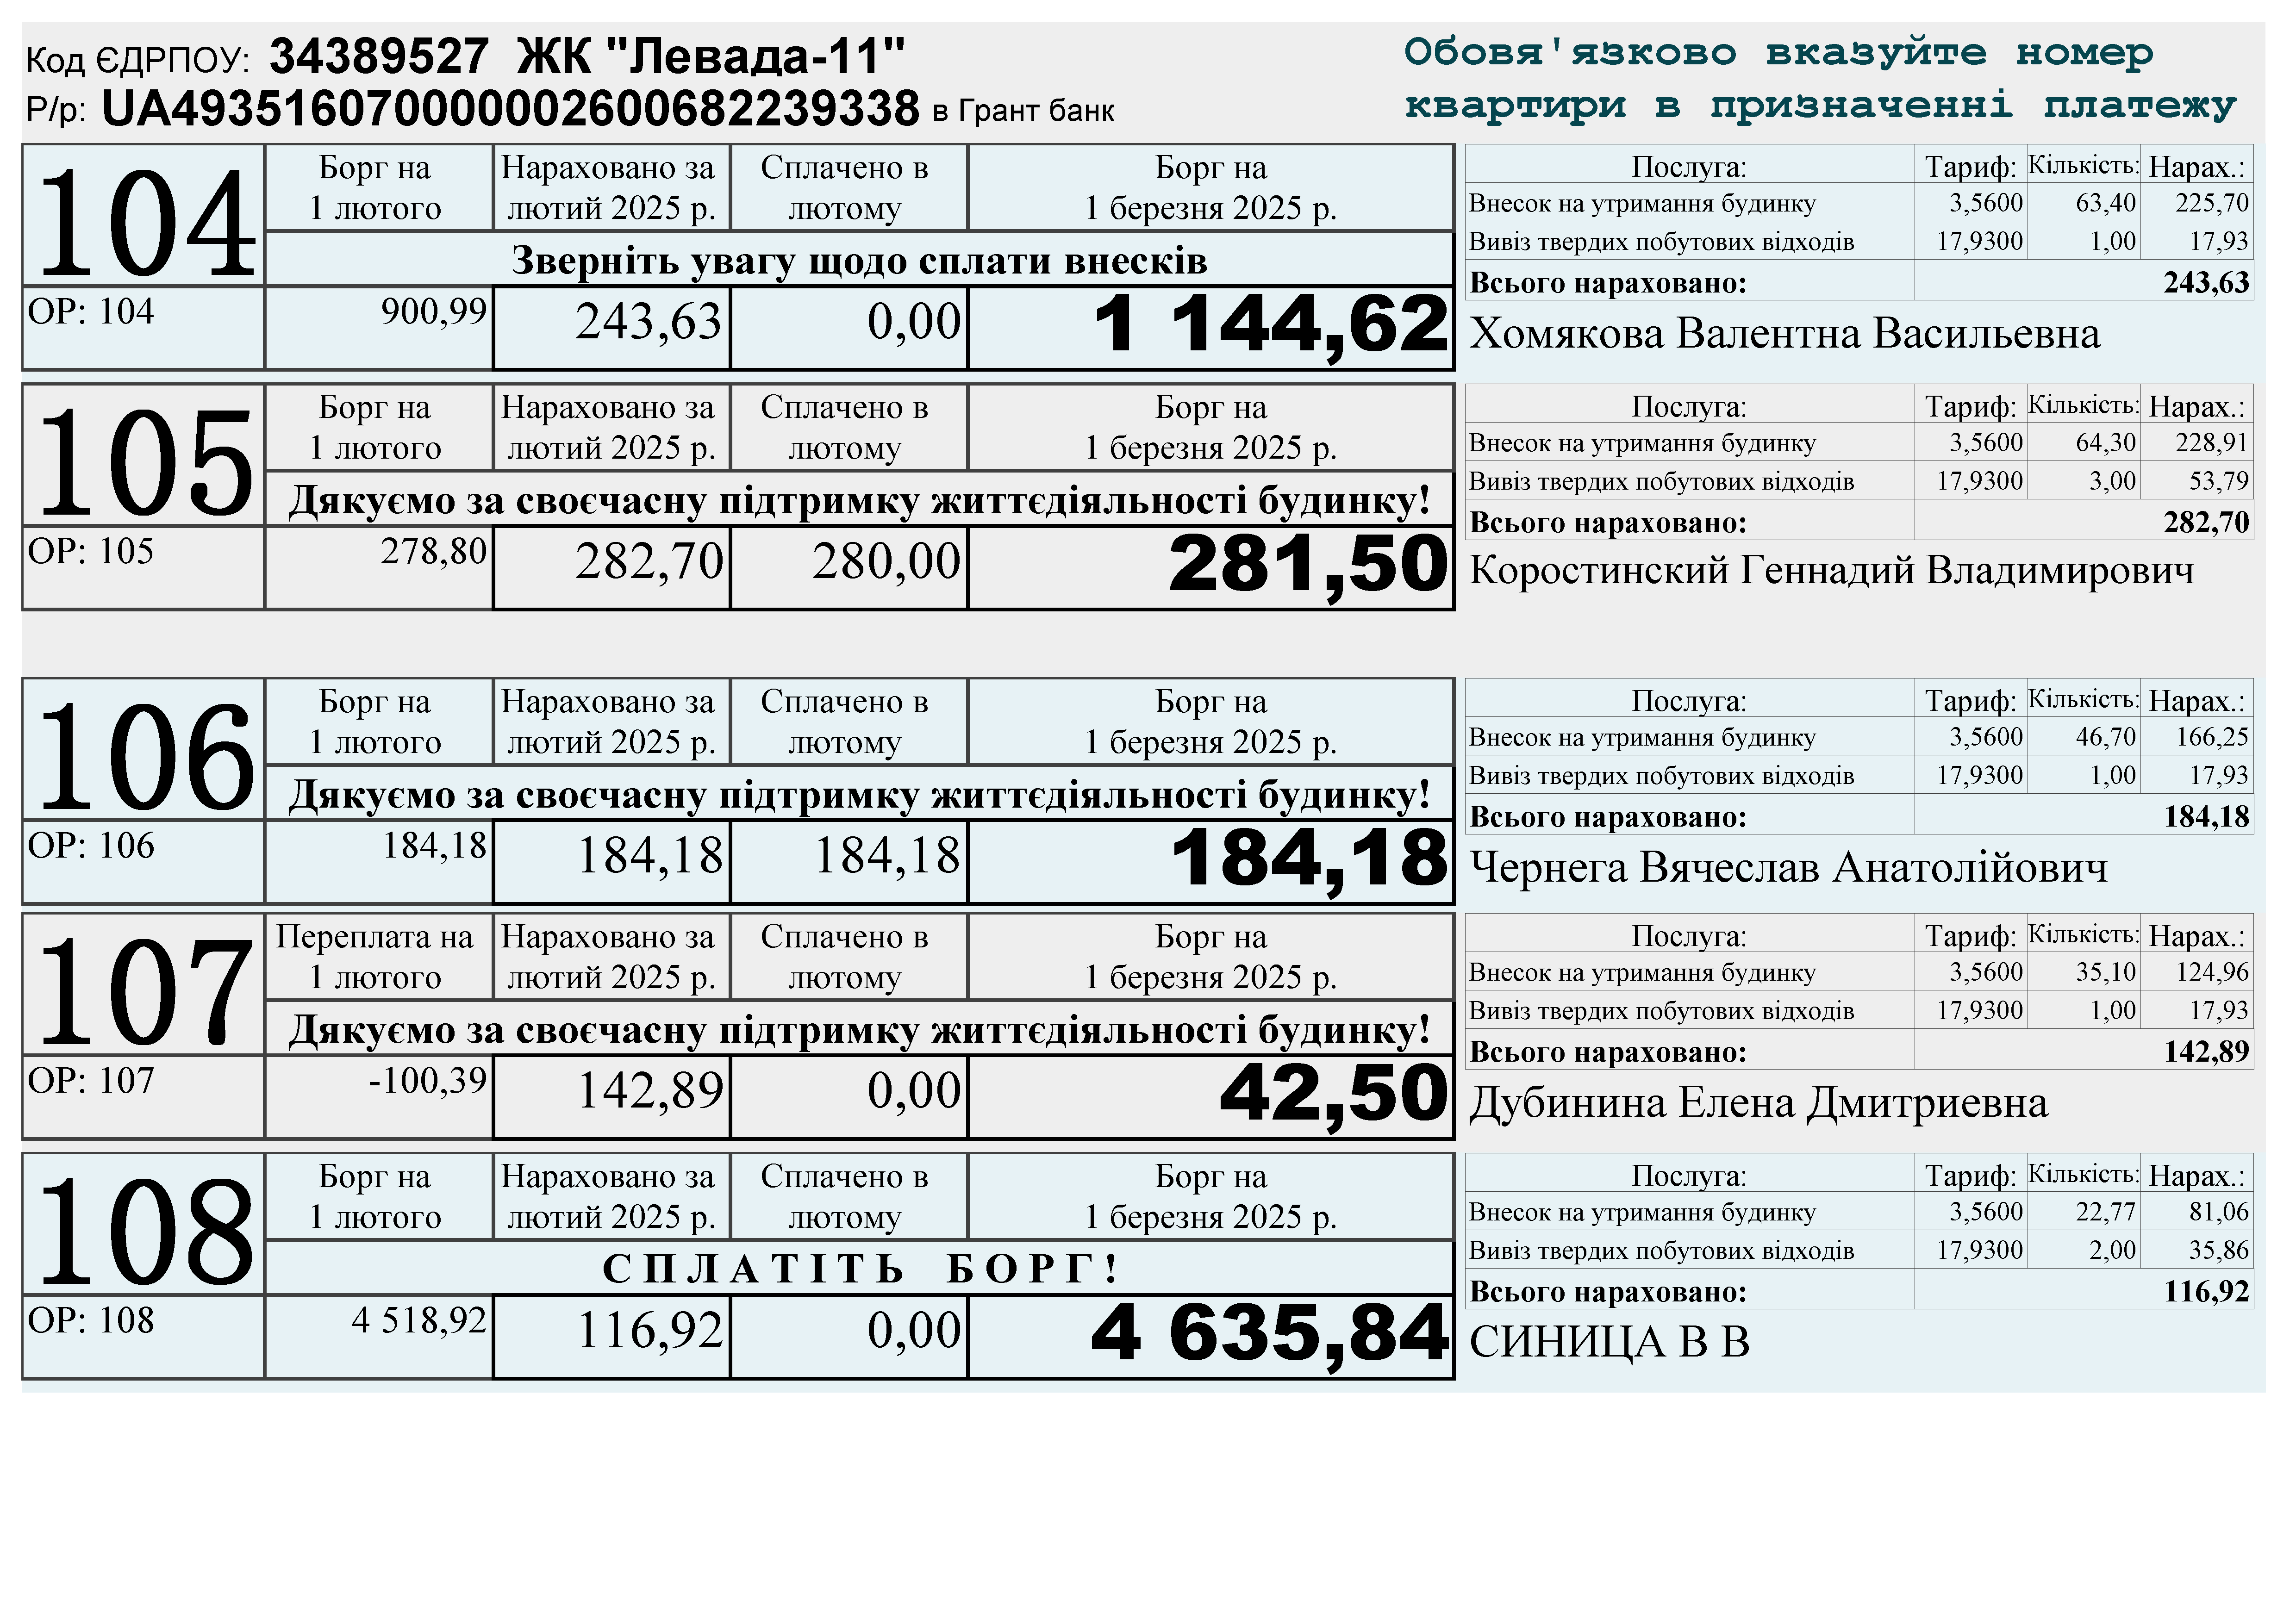 Код ЄДРПОУ: 34389527 ЖК "Левада-11"
Р/р: UA493516070000002600682239338 в Грант банк
Обовя'язково вказуйте номер
квартири в призначенні платежу
104 Борг на 1 лютого Нараховано за лютий 2025 р. Сплачено в лютому Борг на 1 березня 2025 р.
Зверніть увагу щодо сплати внесків
ОР: 104 900,99 243,63 0,00 1 144,62
Послуга: Тариф: Кількість: Нарах.:
Внесок на утримання будинку 3,5600 63,40 225,70
Вивіз твердих побутових відходів 17,9300 1,00 17,93
Всього нараховано: 243,63
Хомякова Валентна Васильевна
105 Борг на 1 лютого Нараховано за лютий 2025 р. Сплачено в лютому Борг на 1 березня 2025 р.
Дякуємо за своєчасну підтримку життєдіяльності будинку!
ОР: 105 278,80 282,70 280,00 281,50
Послуга: Тариф: Кількість: Нарах.:
Внесок на утримання будинку 3,5600 64,30 228,91
Вивіз твердих побутових відходів 17,9300 3,00 53,79
Всього нараховано: 282,70
Коростинский Геннадий Владимирович
106 Борг на 1 лютого Нараховано за лютий 2025 р. Сплачено в лютому Борг на 1 березня 2025 р.
Дякуємо за своєчасну підтримку життєдіяльності будинку!
ОР: 106 184,18 184,18 184,18 184,18
Послуга: Тариф: Кількість: Нарах.:
Внесок на утримання будинку 3,5600 46,70 166,25
Вивіз твердих побутових відходів 17,9300 1,00 17,93
Всього нараховано: 184,18
Чернега Вячеслав Анатолійович
107 Переплата на 1 лютого Нараховано за лютий 2025 р. Сплачено в лютому Борг на 1 березня 2025 р.
Дякуємо за своєчасну підтримку життєдіяльності будинку!
ОР: 107 -100,39 142,89 0,00 42,50
Послуга: Тариф: Кількість: Нарах.:
Внесок на утримання будинку 3,5600 35,10 124,96
Вивіз твердих побутових відходів 17,9300 1,00 17,93
Всього нараховано: 142,89
Дубинина Елена Дмитриевна
108 Борг на 1 лютого Нараховано за лютий 2025 р. Сплачено в лютому Борг на 1 березня 2025 р.
С П Л А Т І Т Ь Б О Р Г !
ОР: 108 4 518,92 116,92 0,00 4 635,84
Послуга: Тариф: Кількість: Нарах.:
Внесок на утримання будинку 3,5600 22,77 81,06
Вивіз твердих побутових відходів 17,9300 2,00 35,86
Всього нараховано: 116,92
СИНИЦА В В